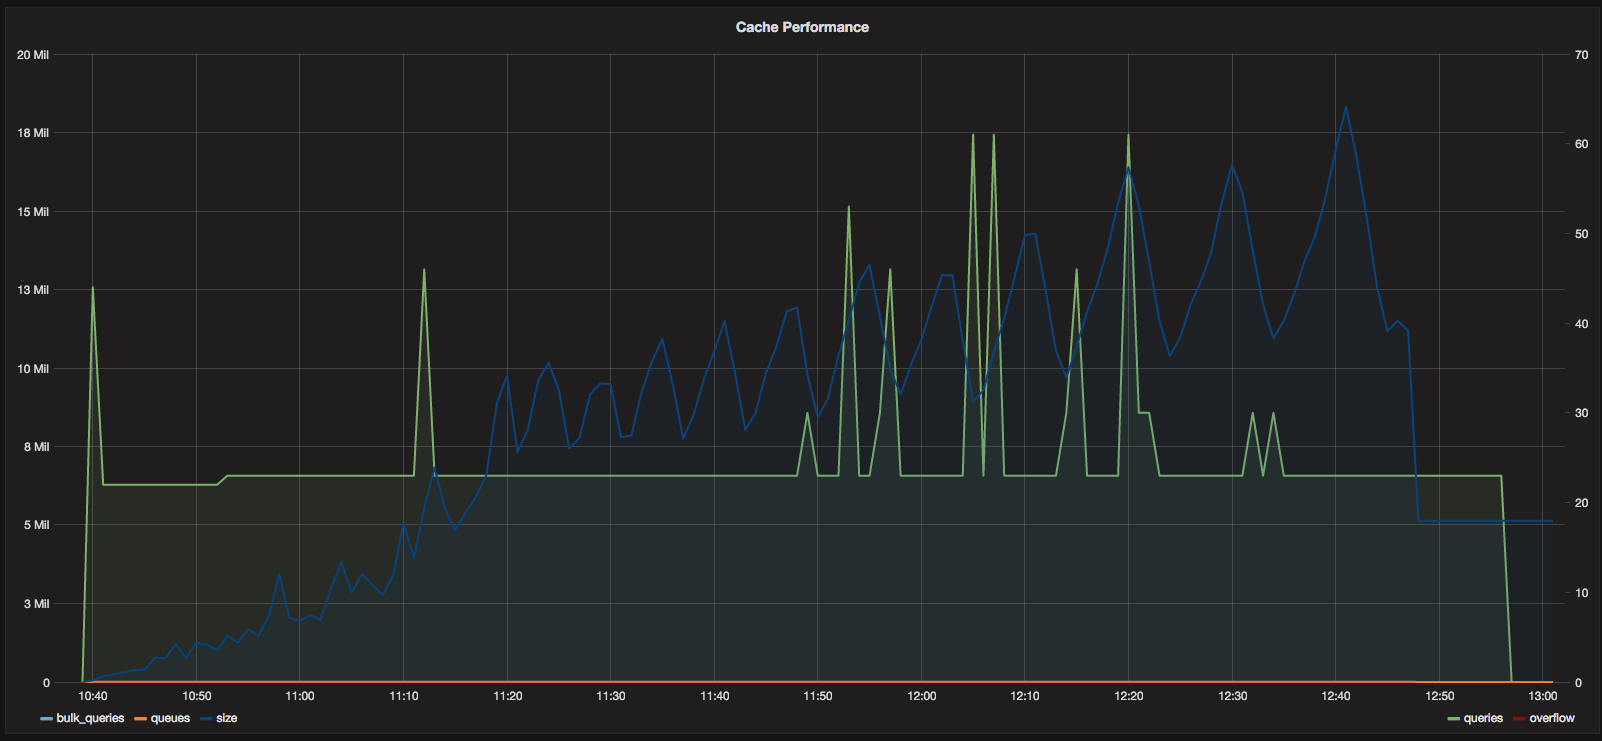 Cache Performance
20 Mil
18 Mil
15 Mil
13 Mil
10 Mil
8 Mil
5 Mil
3 Mil
0
70
60
50
40
30
20
10
0
10:40 10:50 11:00 11:10 11:20 11:30 11:40 11:50 12:00 12:10 12:20 12:30 12:40 12:50 13:00
bulk_queries queues size queries overflow